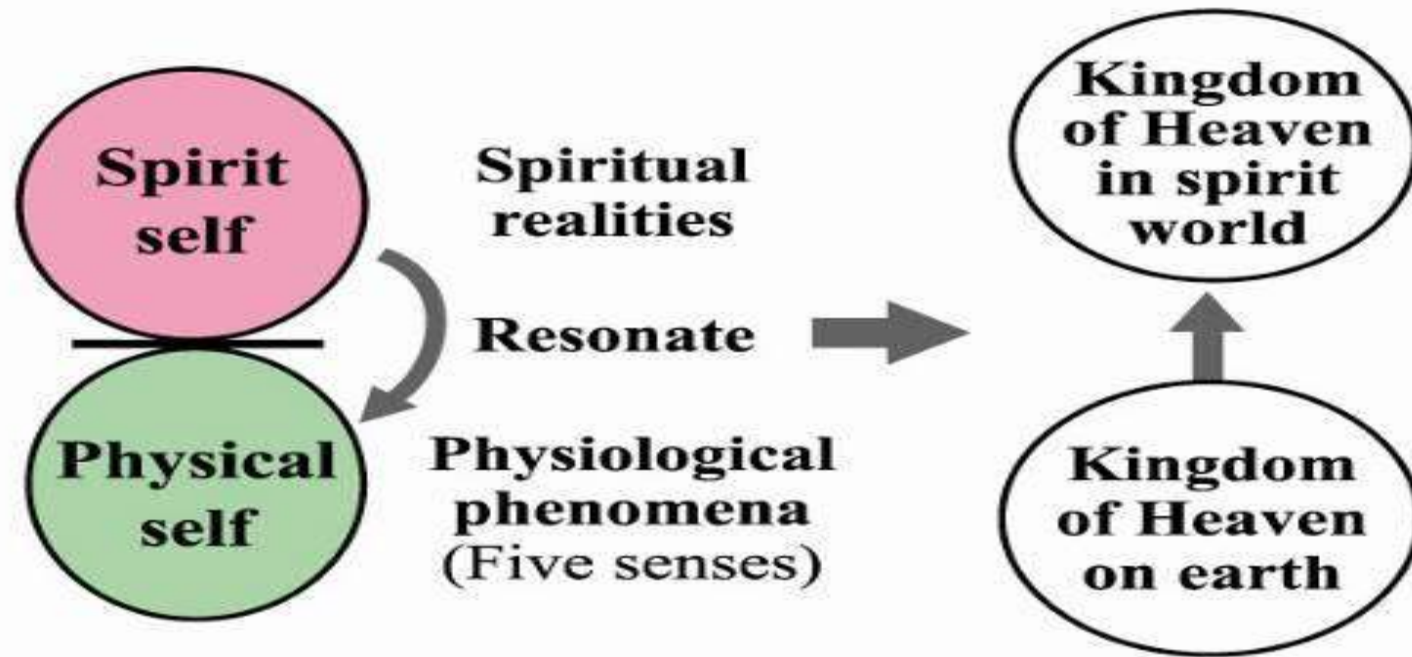 Spirit
self
Physical
self
Spiritual
realities
Resonate
Physiological
phenomena
(Five senses)
Kingdom
of Heaven
in spirit
world
Kingdom
of Heaven
on earth